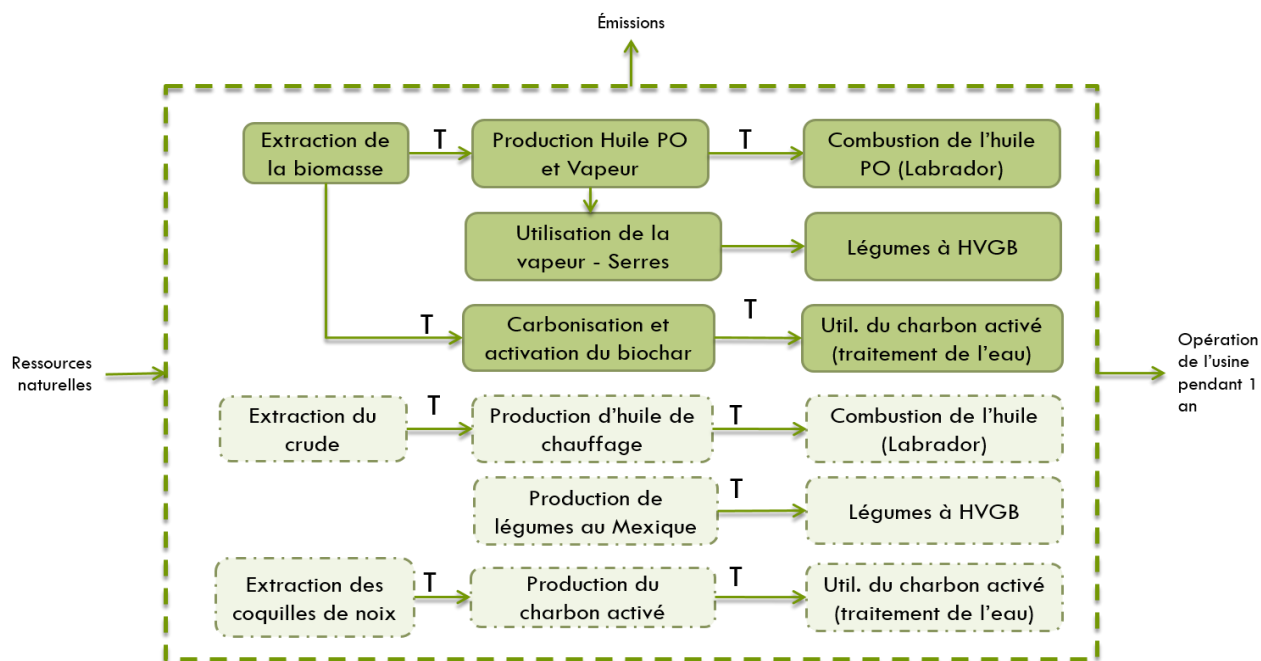 Émissions
Extraction de
la biomasse
T
Production Huile PO
et Vapeur
T
Combustion de l'huile
PO (Labrador)
Utilisation de la
vapeur - Serres
Légumes à HVGB
T
Carbonisation et
activation du biochar
T
Util. du charbon activé
(traitement de l'eau)
Ressources
naturelles
Opération
de l'usine
pendant 1
an
Extraction du
crude
T
Production d'huile de
chauffage
T
Combustion de l'huile
(Labrador)
Production de
légumes au Mexique
T
Légumes à HVGB
Extraction des
coquilles de noix
T
Production du
charbon activé
T
Util. du charbon activé
(traitement de l'eau)